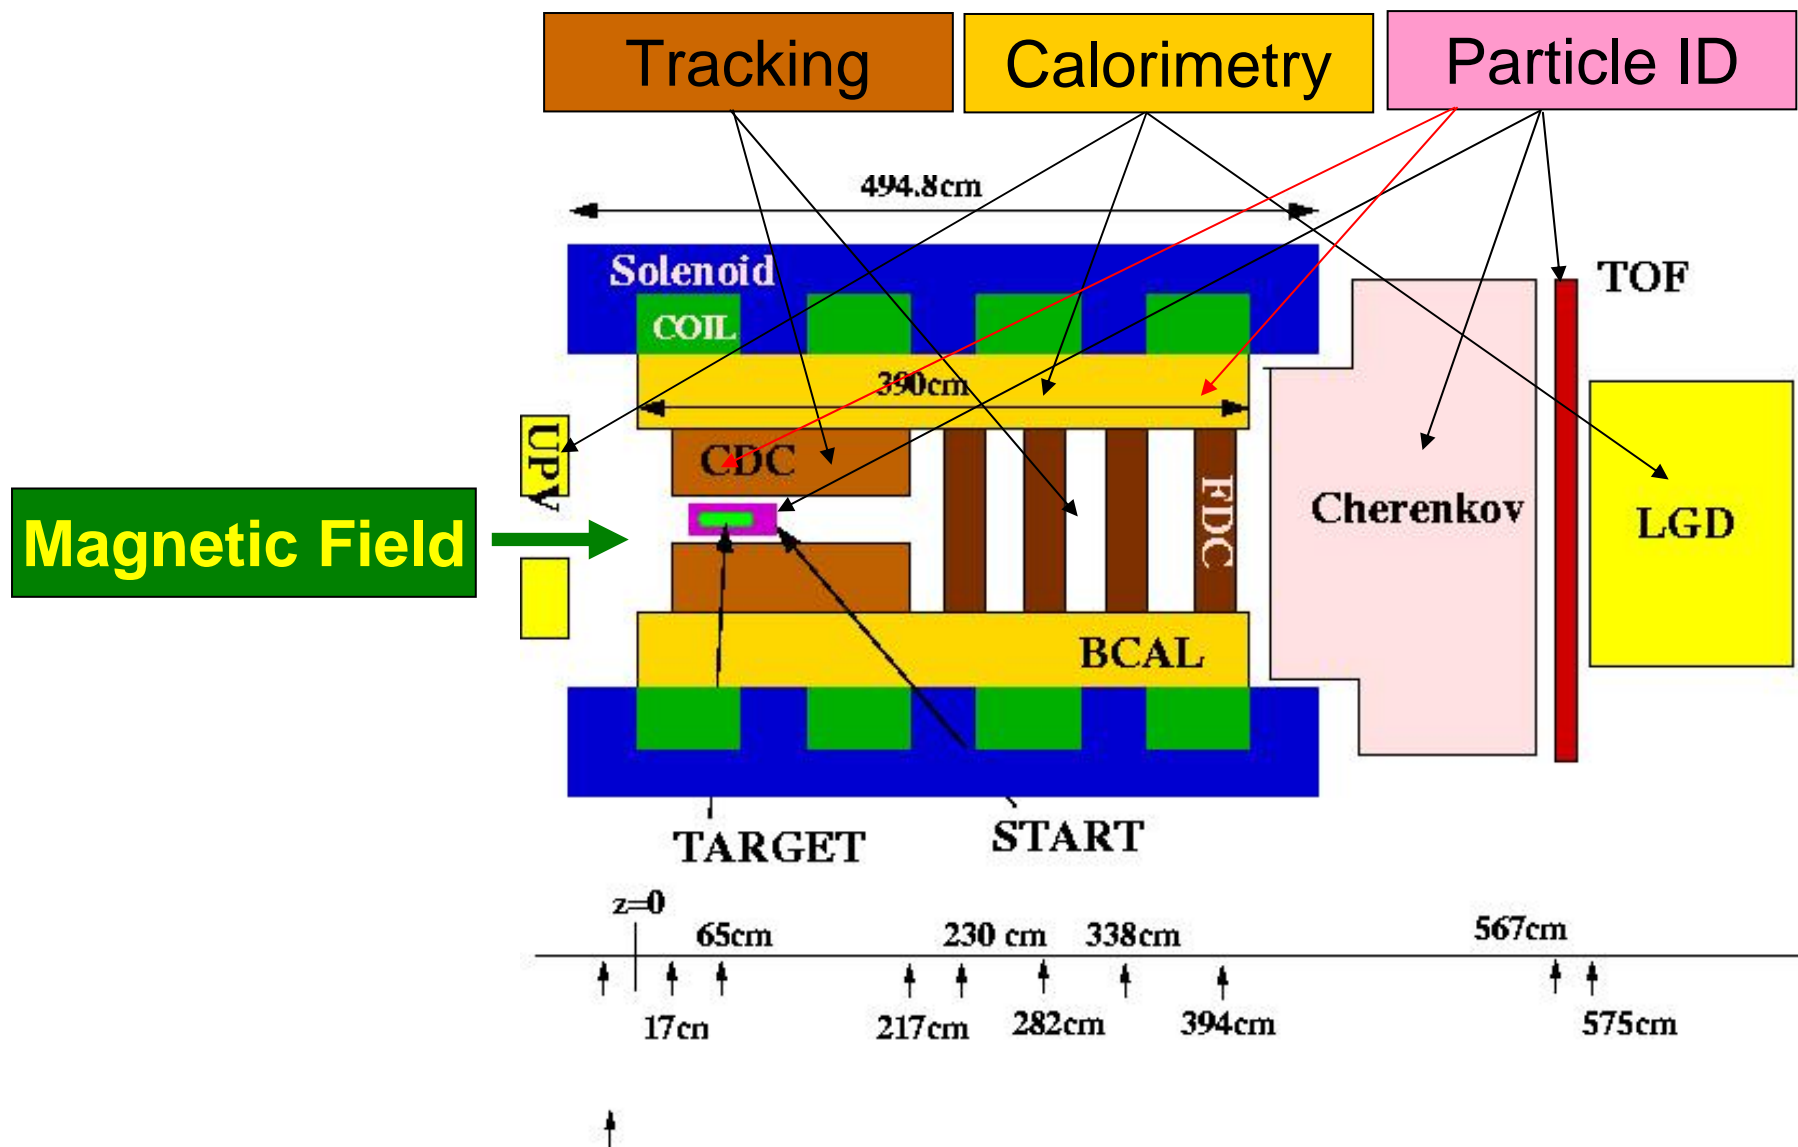 Tracking
Calorimetry
Particle ID
494.8cm
Solenoid
TOF
COIL
390cm
UPV
CDC
FDC
Cherenkov
LGD
Magnetic Field
BCAL
TARGET
START
z=0
65cm
230 cm
338cm
567cm
17cn
217cm
282cm
394cm
575cm